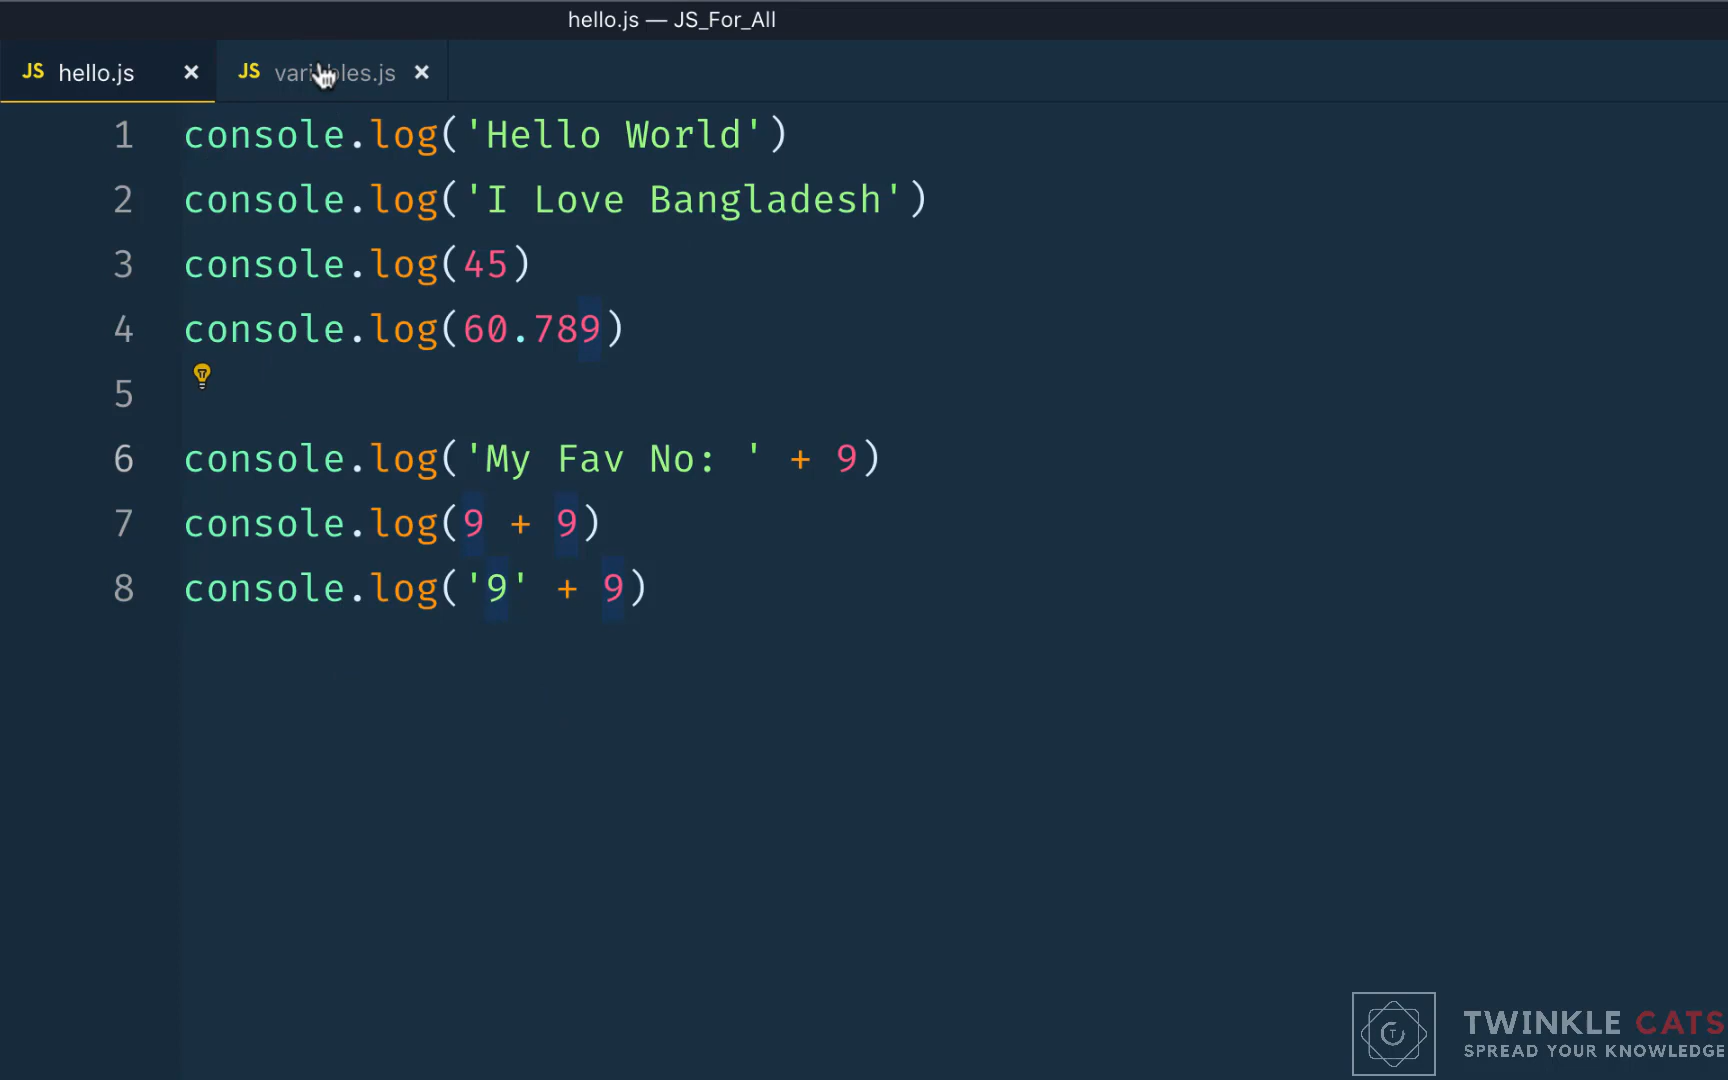 hello.js — JS_For_All
JS hello.js × JS variables.js ×
1 console.log('Hello World')
2 console.log('I Love Bangladesh')
3 console.log(45)
4 console.log(60.789)
5
6 console.log('My Fav No: ' + 9)
7 console.log(9 + 9)
8 console.log('9' + 9)
TWINKLE CATS
SPREAD YOUR KNOWLEDGE